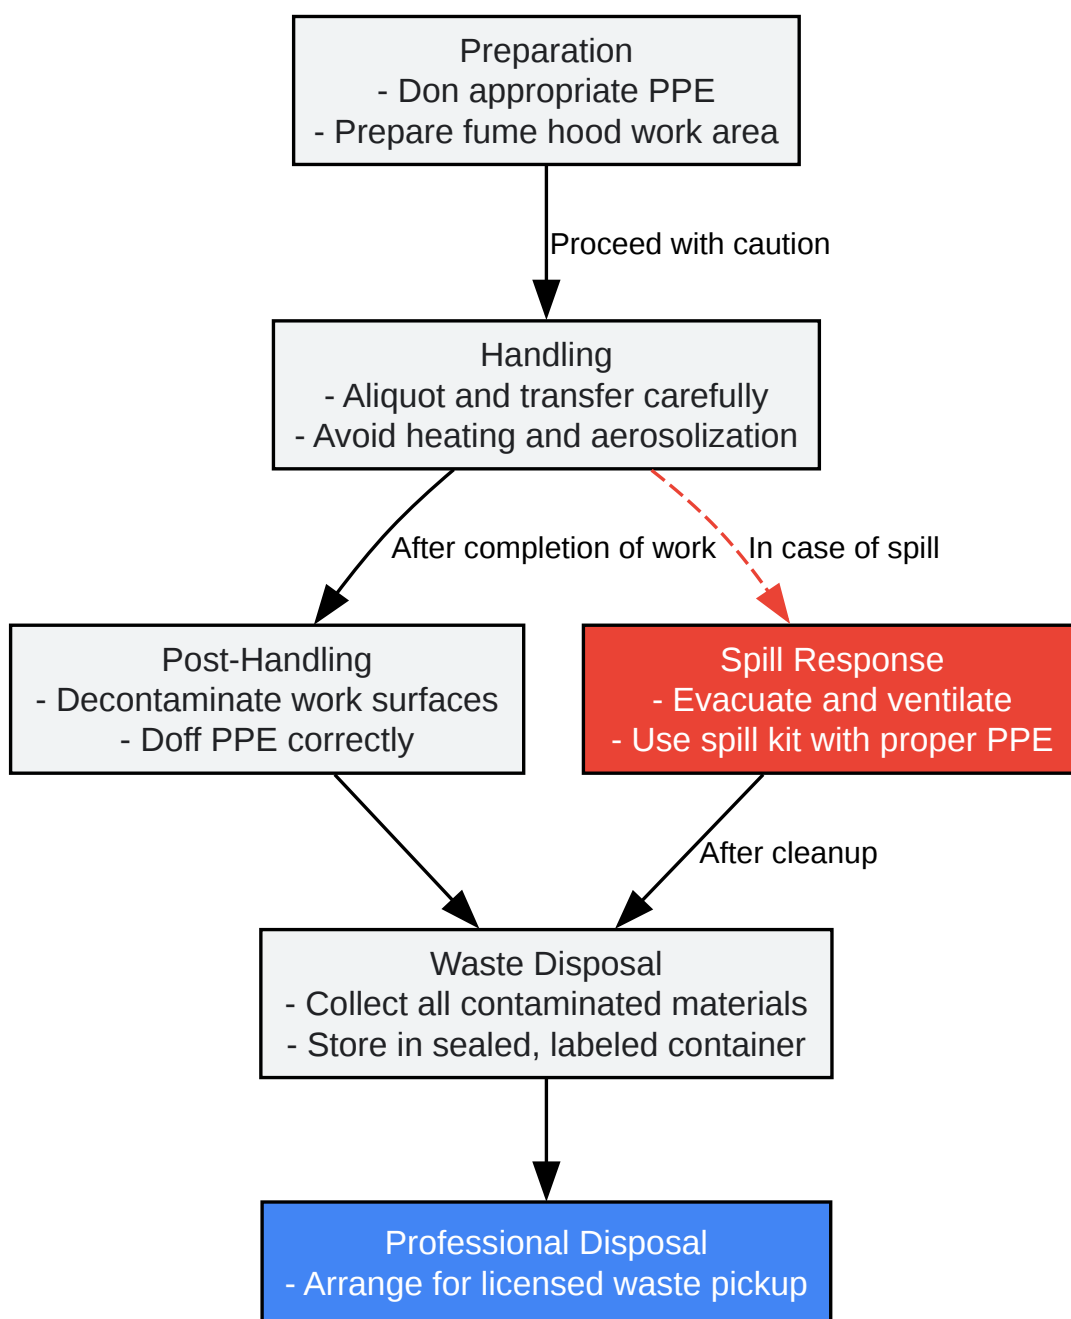 Preparation
- Don appropriate PPE
- Prepare fume hood work area
Proceed with caution
Handling
- Aliquot and transfer carefully
- Avoid heating and aerosolization
After completion of work
In case of spill
Post-Handling
- Decontaminate work surfaces
- Doff PPE correctly
Spill Response
- Evacuate and ventilate
- Use spill kit with proper PPE
After cleanup
Waste Disposal
- Collect all contaminated materials
- Store in sealed, labeled container
Professional Disposal
- Arrange for licensed waste pickup